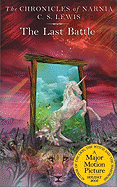 The CHRONICLES of NARNIA
C. S. LEWIS
The Last Battle
A
Major
Motion
Picture